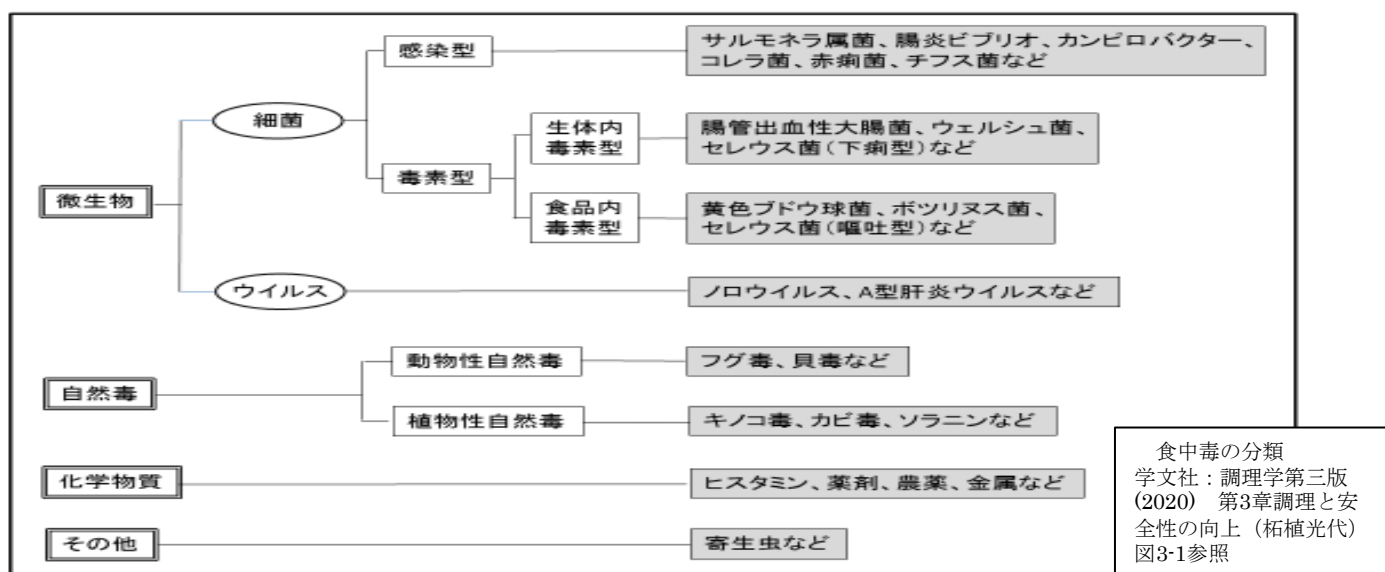 感染型
サルモネラ属菌、腸炎ビブリオ、カンピロバクター、
コレラ菌、赤痢菌、チフス菌など
細菌
生体内
毒素型
腸管出血性大腸菌、ウェルシュ菌、
セレウス菌(下痢型)など
毒素型
微生物
食品内
毒素型
黄色ブドウ球菌、ボツリヌス菌、
セレウス菌(嘔吐型)など
ウイルス
ノロウイルス、A型肝炎ウイルスなど
動物性自然毒
フグ毒、貝毒など
自然毒
植物性自然毒
キノコ毒、カビ毒、ソラニンなど
化学物質
ヒスタミン、薬剤、農薬、金属など
その他
寄生虫など
食中毒の分類
学文社：調理学第三版
(2020)　第3章調理と安
全性の向上（柘植光代）
図3-1参照